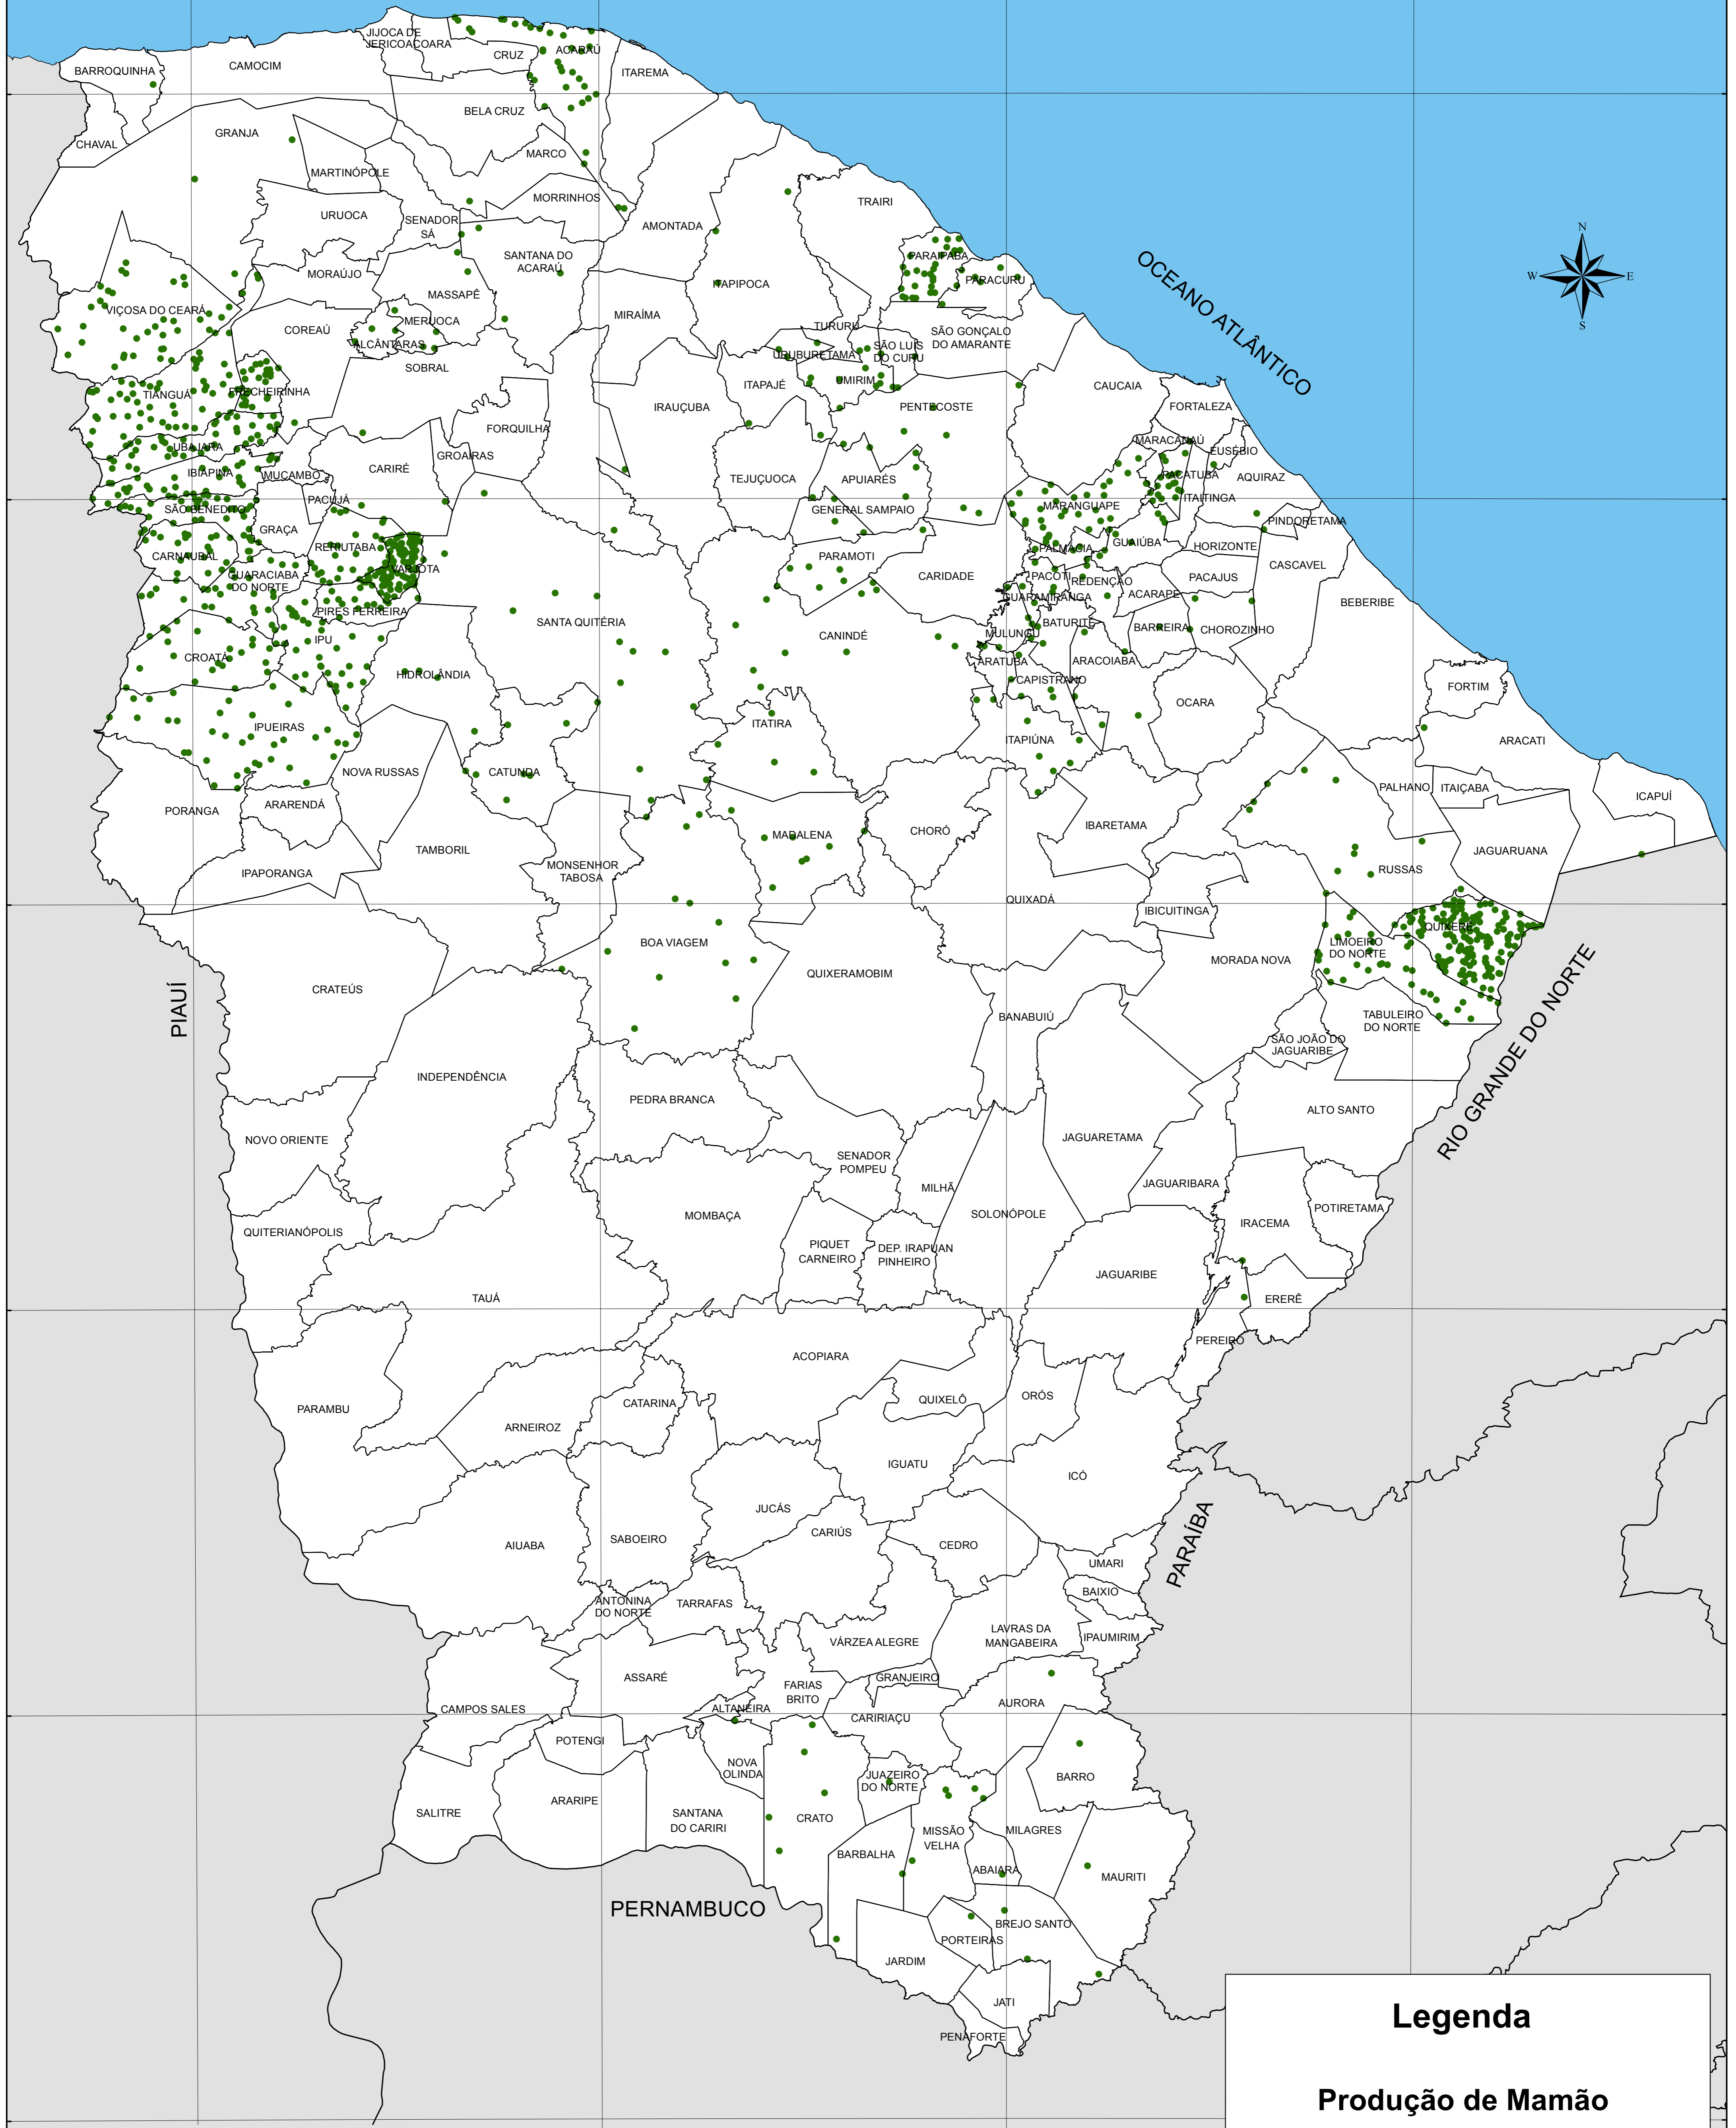 JIJOCA DE
JERICOACOARA
CRUZ
ACARAÚ
BARROQUINHA
CAMOCIM
ITAREMA
BELA CRUZ
GRANJA
CHAVAL
MARCO
MARTINÓPOLE
MORRINHOS
TRAIRI
URUOCA
SENADOR
SÁ
AMONTADA
N
W
E
S
SANTANA DO
ACARAÚ
PARAIPABA
OCEANO ATLÂNTICO
MORAÚJO
PARACURU
ITAPIPOCA
MASSAPÊ
VIÇOSA DO CEARÁ
MIRAÍMA
MERUOCA
COREAÚ
TURURU
SÃO GONÇALO
DO AMARANTE
ALCÂNTARAS
SÃO LUIS
DO CURU
URUBURETAMA
SOBRAL
UMIRIM
ITAPAJÉ
CAUCAIA
TIANGUÁ
FRECHEIRINHA
IRAUÇUBA
PENTECOSTE
FORTALEZA
FORQUILHA
MARACANAÚ
UBAJARA
EUSÉBIO
GROAÍRAS
CARIRÉ
IBIAPINA
MUCAMBO
TEJUÇUOCA
APUIARÉS
PACATUBA
AQUIRAZ
PACUJÁ
ITAITINGA
SÃO BENEDITO
GENERAL SAMPAIO
MARANGUAPE
PINDORETAMA
GRAÇA
RERIUTABA
GUAIÚBA
HORIZONTE
CARNAUBAL
PARAMOTI
PALMÁCIA
CASCAVEL
VARJOTA
GUARACIABA
DO NORTE
CARIDADE
PACOTI
REDENÇÃO
PACAJUS
ACARAPE
GUARAMIRANGA
BEBERIBE
PIRES FERREIRA
SANTA QUITÉRIA
BATURITÉ
BARREIRA
CHOROZINHO
IPU
CANINDÉ
MULUNGU
CROATÁ
ARATUBA
ARACOIABA
HIDROLÂNDIA
CAPISTRANO
FORTIM
OCARA
IPUEIRAS
ITATIRA
ITAPIÚNA
ARACATI
NOVA RUSSAS
CATUNDA
PALHANO
ITAIÇABA
ICAPUÍ
PORANGA
ARARENDÁ
IBARETAMA
MADALENA
CHORÓ
TAMBORIL
JAGUARUANA
MONSENHOR
TABOSA
IPAPORANGA
RUSSAS
QUIXADÁ
IBICUITINGA
QUIXERÉ
BOA VIAGEM
LIMOEIRO
DO NORTE
MORADA NOVA
QUIXERAMOBIM
CRATEÚS
PIAUÍ
BANABUIÚ
TABULEIRO
DO NORTE
SÃO JOÃO DO
JAGUARIBE
RIO GRANDE DO NORTE
INDEPENDÊNCIA
PEDRA BRANCA
ALTO SANTO
NOVO ORIENTE
JAGUARETAMA
SENADOR
POMPEU
JAGUARIBARA
MILHÃ
POTIRETAMA
MOMBAÇA
SOLONÓPOLE
IRACEMA
QUITERIANÓPOLIS
PIQUET
CARNEIRO
DEP. IRAPUAN
PINHEIRO
JAGUARIBE
TAUÁ
ERERÊ
PEREIRO
ACOPIARA
ORÓS
QUIXELÔ
CATARINA
PARAMBU
ARNEIROZ
IGUATU
ICÓ
JUCÁS
CARIÚS
SABOEIRO
AIUABA
CEDRO
PARAÍBA
UMARI
BAIXIO
ANTONINA
DO NORTE
TARRAFAS
LAVRAS DA
MANGABEIRA
IPAUMIRIM
VÁRZEA ALEGRE
ASSARÉ
GRANJEIRO
FARIAS
BRITO
AURORA
CAMPOS SALES
ALTANEIRA
CARIRIAÇU
POTENGI
NOVA
OLINDA
JUAZEIRO
DO NORTE
BARRO
ARARIPE
SALITRE
SANTANA
DO CARIRI
CRATO
MISSÃO
VELHA
MILAGRES
BARBALHA
ABAIARA
MAURITI
PERNAMBUCO
BREJO SANTO
PORTEIRAS
JARDIM
JATI
PENAFORTE
Legenda
Produção de Mamão